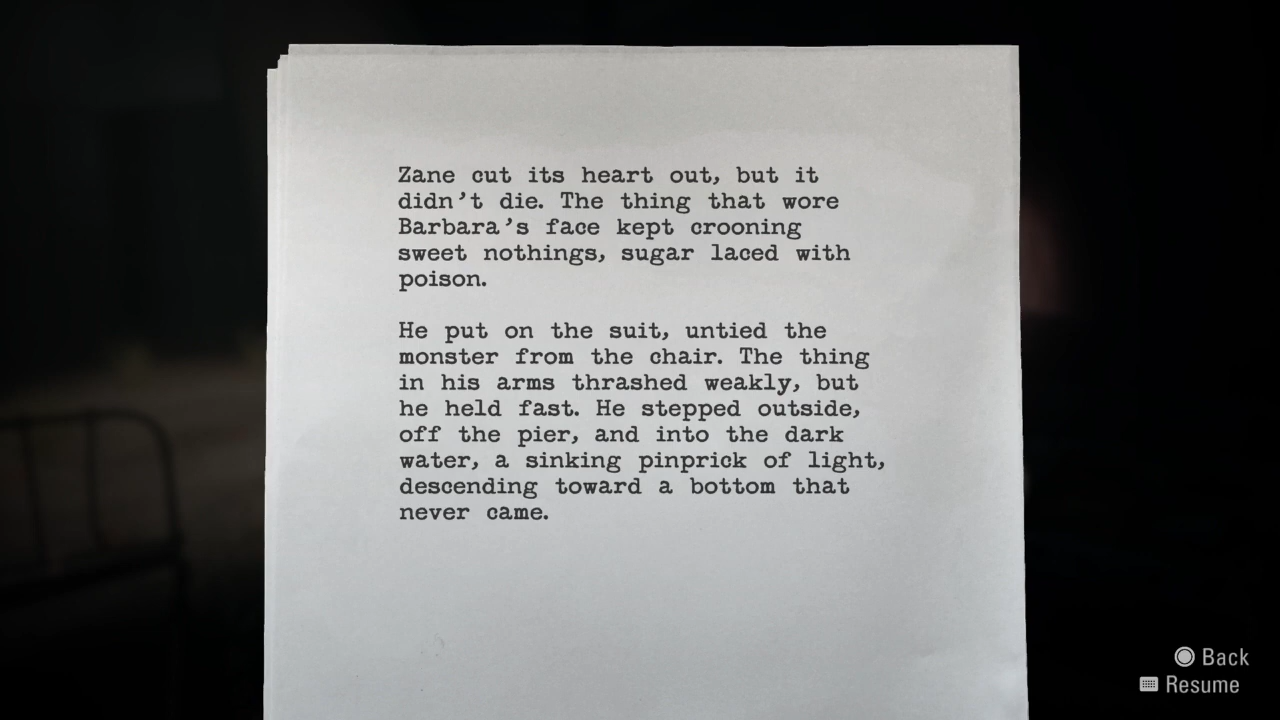 Zane cut its heart out, but it
didn't die. The thing that wore
Barbara's face kept crooning
sweet nothings, sugar laced with
poison.
He put on the suit, untied the
monster from the chair. The thing
in his arms thrashed weakly, but
he held fast. He stepped outside,
off the pier, and into the dark
water, a sinking pinprick of light,
descending toward a bottom that
never came.
Back
Resume